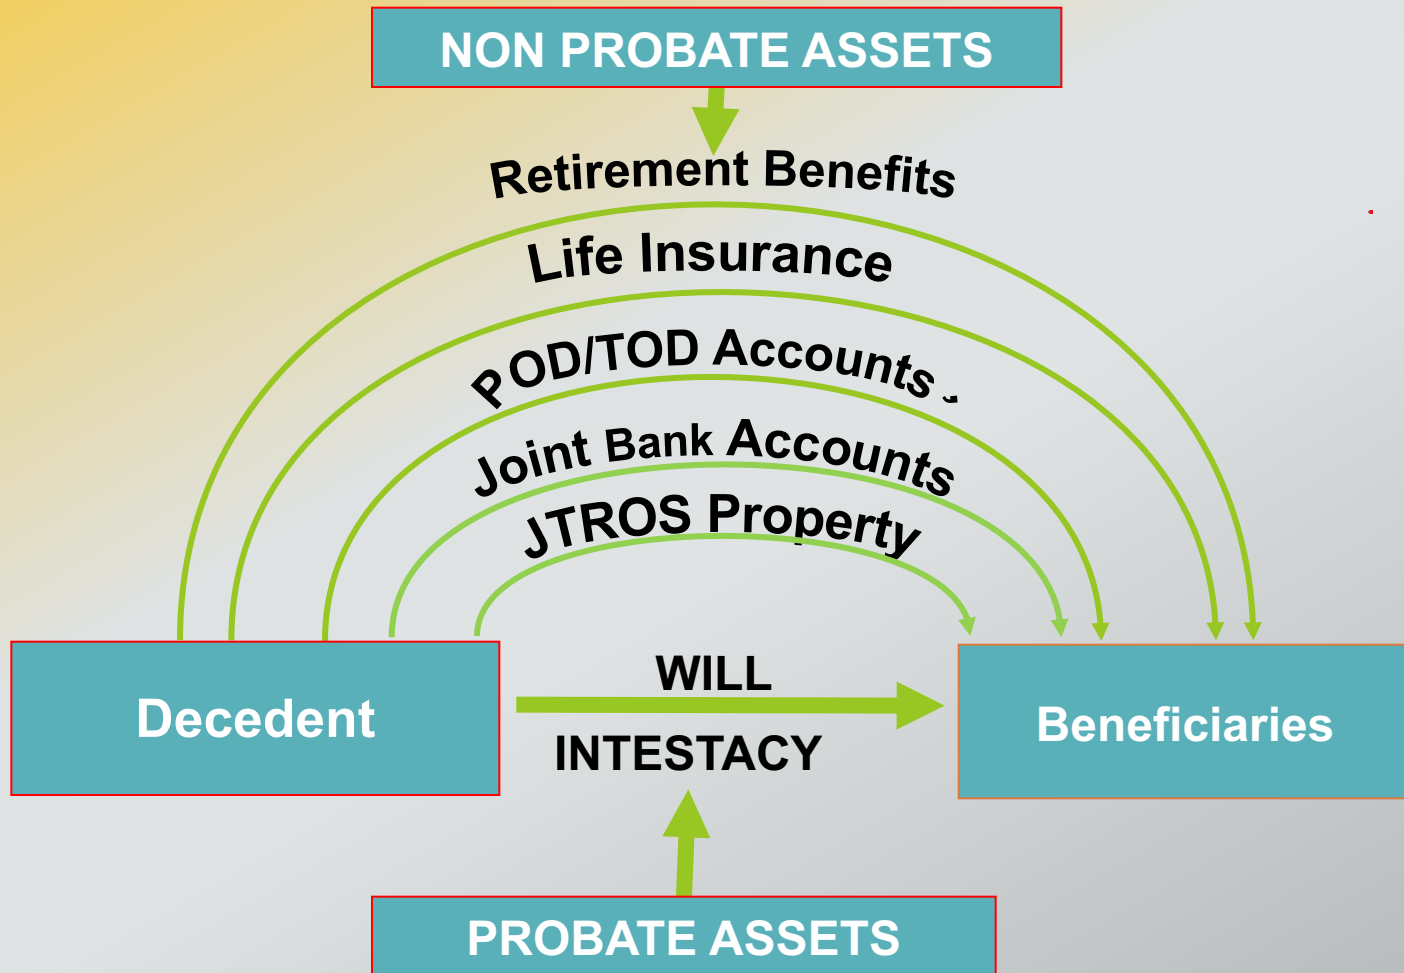 NON PROBATE ASSETS
Retirement Benefits
Life Insurance
POD/TOD Accounts
Joint Bank Accounts
JTROS Property
WILL
Decedent
Beneficiaries
INTESTACY
PROBATE ASSETS